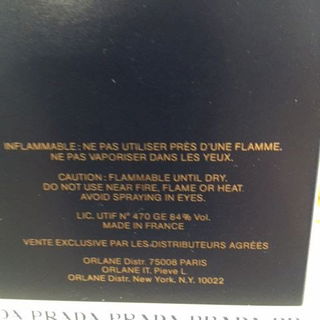 INFLAMMABLE: NE PAS UTILISER PRÈS D'UNE FLAMME.
NE PAS VAPORISER DANS LES YEUX.
CAUTION: FLAMMABLE UNTIL DRY.
DO NOT USE NEAR FIRE, FLAME OR HEAT.
AVOID SPRAYING IN EYES.
LIC. UTIF N° 470 GE 84% Vol.
MADE IN FRANCE
VENTE EXCLUSIVE PAR LES DISTRIBUTEURS AGRÉÉS
ORLANE Distr. 75008 PARIS
ORLANE IT. Pieve L
ORLANE Distr. New York, N.Y. 10022
PRADA PRADA PRADA PRADA